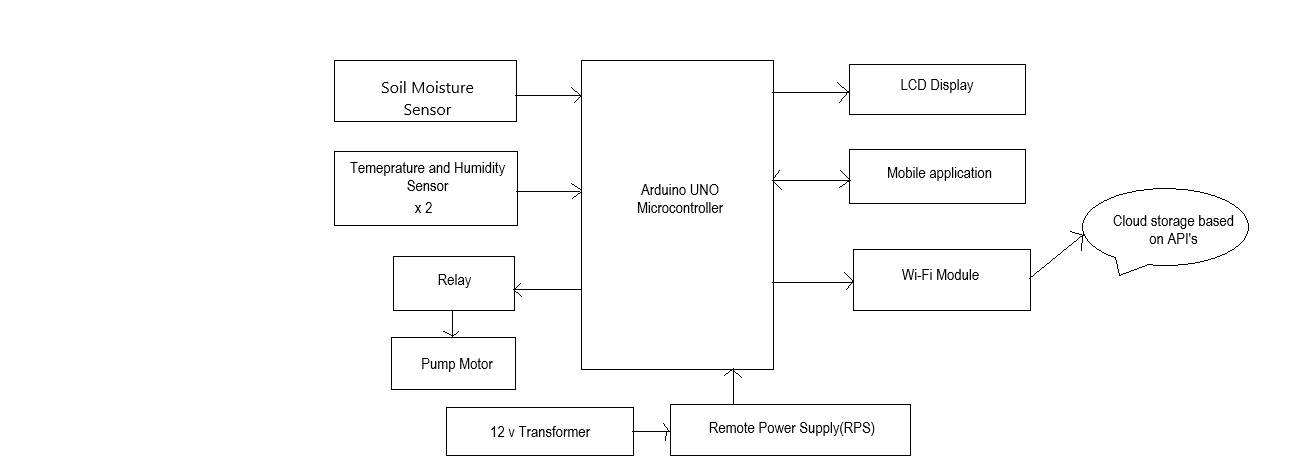 Soil Moisture
Sensor
Temeprature and Humidity
Sensor
x 2
Relay
Pump Motor
12 v Transformer
Arduino UNO
Microcontroller
Remote Power Supply(RPS)
LCD Display
Mobile application
Wi-Fi Module
Cloud storage based
on API's